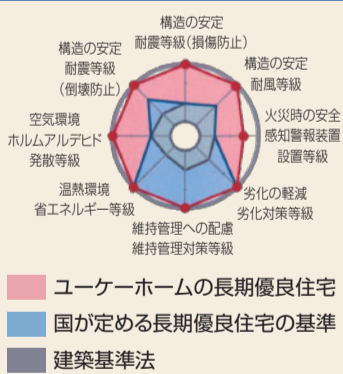 構造の安定
耐震等級(損傷防止)
構造の安定
耐風等級
火災時の安全
感知警報装置
設置等級
劣化の軽減
劣化対策等級
維持管理への配慮
維持管理対策等級
温熱環境
省エネルギー等級
空気環境
ホルムアルデヒド
発散等級
構造の安定
耐震等級
(倒壊防止)
ユーケーホームの長期優良住宅
国が定める長期優良住宅の基準
建築基準法